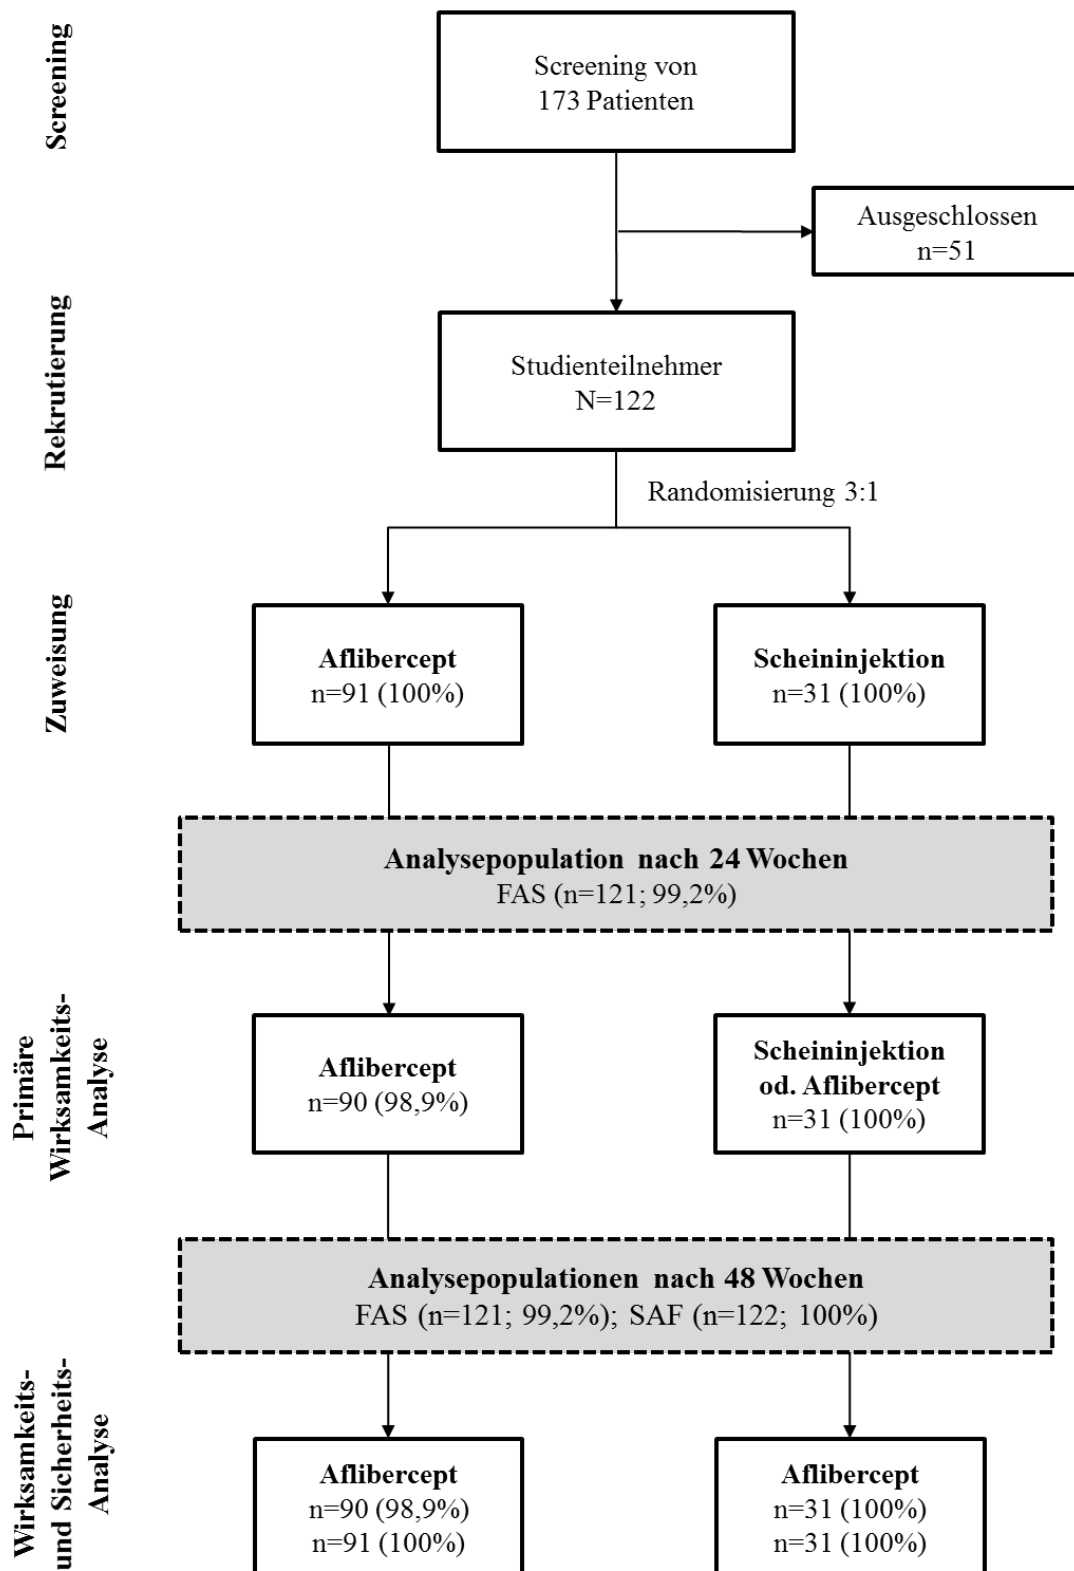 Screening
Screening von
173 Patienten
Ausgeschlossen
n=51
Rekrutierung
Studienteilnehmer
N=122
Randomisierung 3:1
Zuweisung
Aflibercept
n=91 (100%)
Scheininjektion
n=31 (100%)
Analysepopulation nach 24 Wochen
FAS (n=121; 99,2%)
Primäre
Wirksamkeits-
Analyse
Aflibercept
n=90 (98,9%)
Scheininjektion
od. Aflibercept
n=31 (100%)
Analysepopulationen nach 48 Wochen
FAS (n=121; 99,2%); SAF (n=122; 100%)
Wirksamkeits-
und Sicherheits-
Analyse
Aflibercept
n=90 (98,9%)
n=91 (100%)
Aflibercept
n=31 (100%)
n=31 (100%)